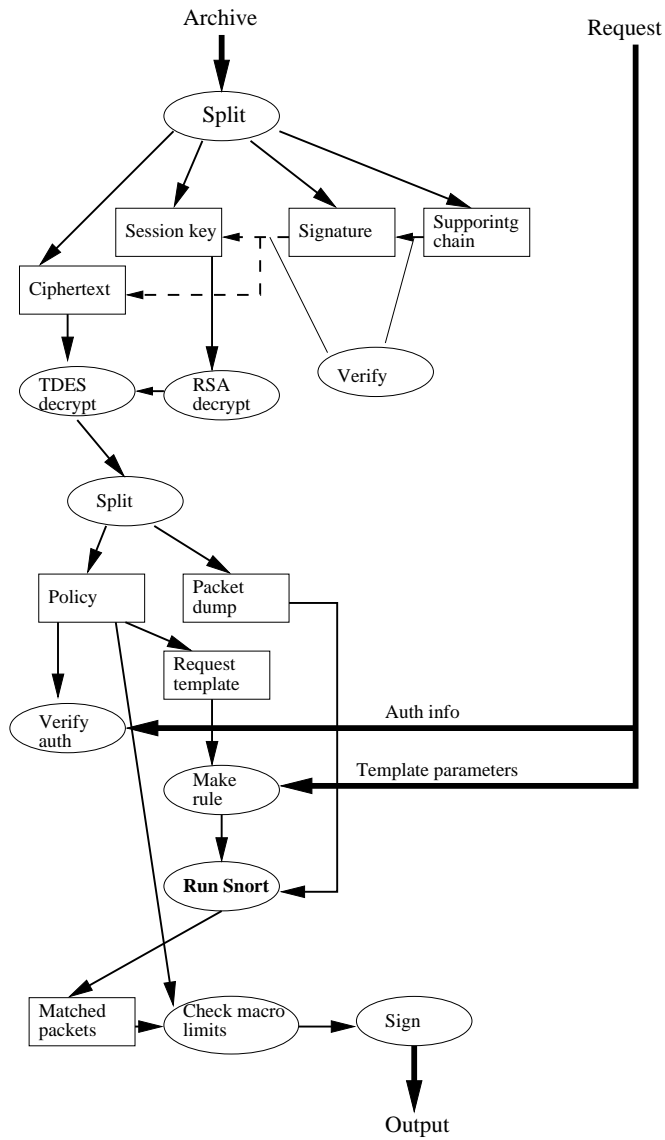 Archive
Request
Split
Session key
Signature
Supporintg
chain
Ciphertext
TDES
decrypt
RSA
decrypt
Verify
Split
Policy
Packet
dump
Request
template
Verify
auth
Auth info
Template parameters
Make
rule
Run Snort
Matched
packets
Check macro
limits
Sign
Output